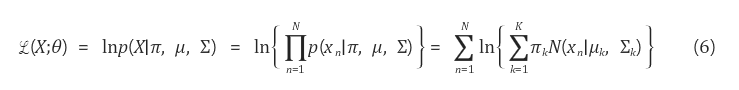 ℒ(X;θ) = lnp(X|π, μ, Σ) = ln{ ∏_{n=1}^{N} p(x_n|π, μ, Σ) } = ∑_{n=1}^{N} ln{ ∑_{k=1}^{K} π_k N(x_n|μ_k, Σ_k) } (6)